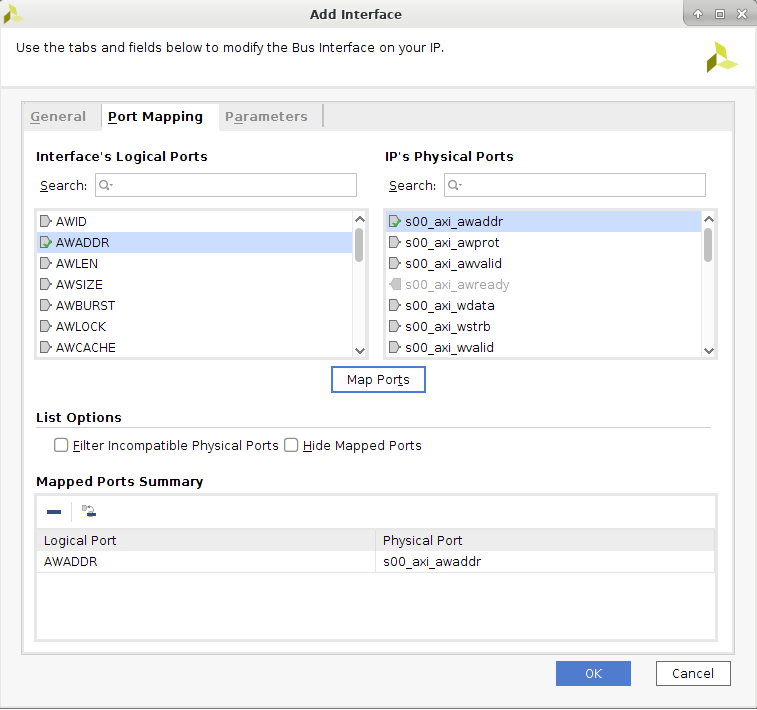 Add Interface
Use the tabs and fields below to modify the Bus Interface on your IP.
General Port Mapping Parameters
Interface's Logical Ports
Search:
AWID
AWADDR
AWLEN
AWSIZE
AWBURST
AWLOCK
AWCACHE
IP's Physical Ports
Search:
s00_axi_awaddr
s00_axi_awprot
s00_axi_awvalid
s00_axi_awready
s00_axi_wdata
s00_axi_wstrb
s00_axi_wvalid
Map Ports
List Options
Filter Incompatible Physical Ports Hide Mapped Ports
Mapped Ports Summary
Logical Port Physical Port
AWADDR s00_axi_awaddr
OK Cancel